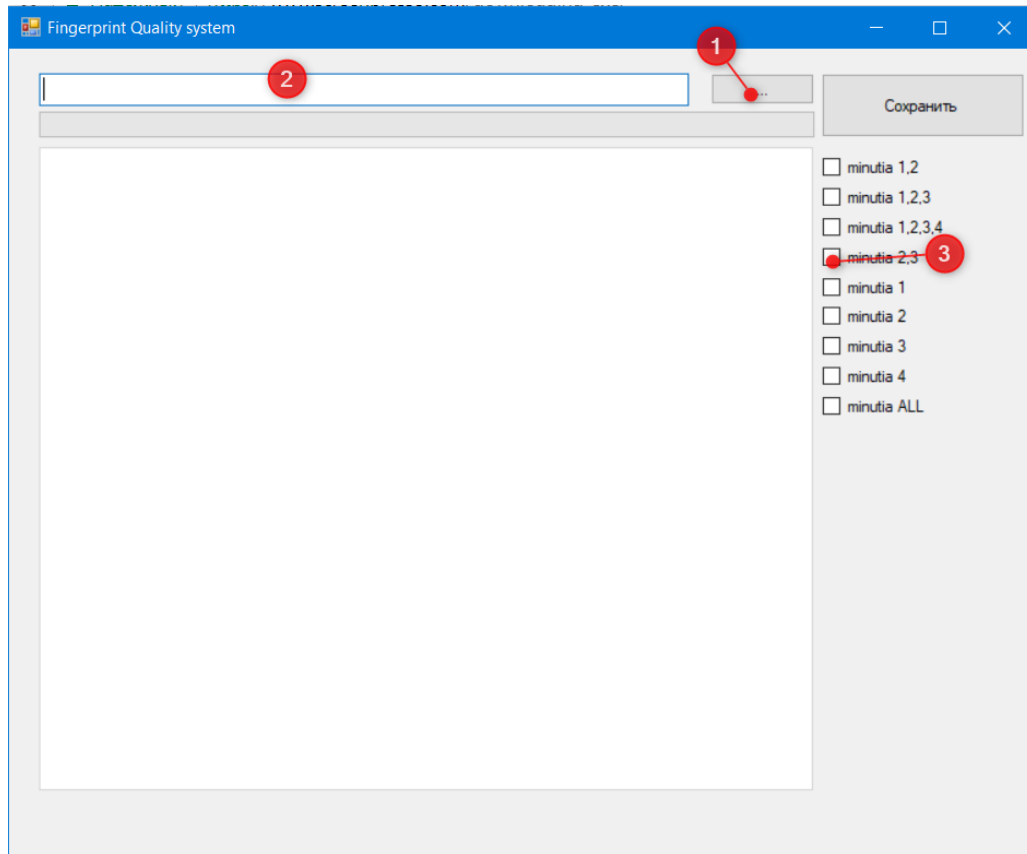 Fingerprint Quality system
1
2
...
Сохранить
minutia 1,2
minutia 1,2,3
minutia 1,2,3,4
minutia 2,3
3
minutia 1
minutia 2
minutia 3
minutia 4
minutia ALL